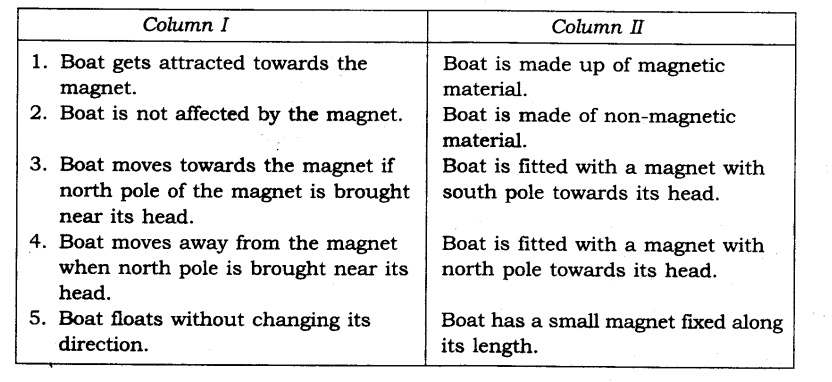 Column I Column II
1. Boat gets attracted towards the Boat is made up of magnetic
magnet. material.
2. Boat is not affected by the magnet. Boat is made of non-magnetic
material.
3. Boat moves towards the magnet if Boat is fitted with a magnet with
north pole of the magnet is brought south pole towards its head.
near its head.
4. Boat moves away from the magnet Boat is fitted with a magnet with
when north pole is brought near its north pole towards its head.
head.
5. Boat floats without changing its Boat has a small magnet fixed along
direction. its length.